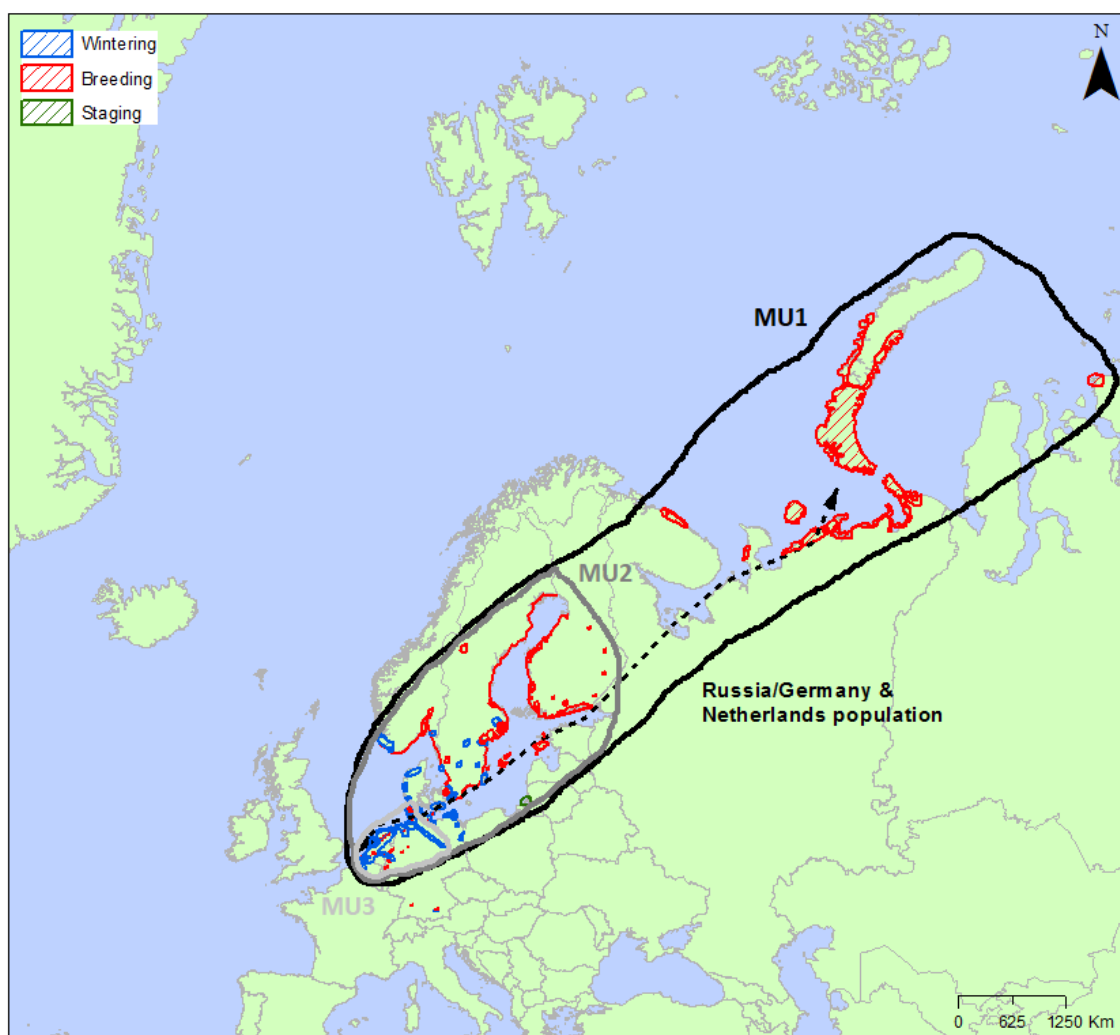 Wintering
Breeding
Staging
N
MU1
MU2
Russia/Germany &
Netherlands population
MU3
0 625 1250 Km